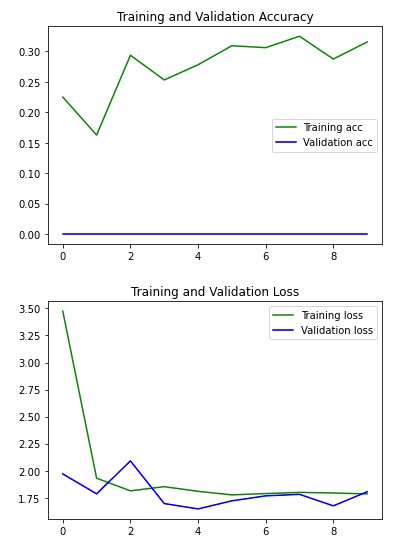 Training and Validation Accuracy
0.30
0.25
0.20
0.15
0.10
0.05
0.00
Training acc
Validation acc
0 2 4 6 8
Training and Validation Loss
3.50
3.25
3.00
2.75
2.50
2.25
2.00
1.75
Training loss
Validation loss
0 2 4 6 8